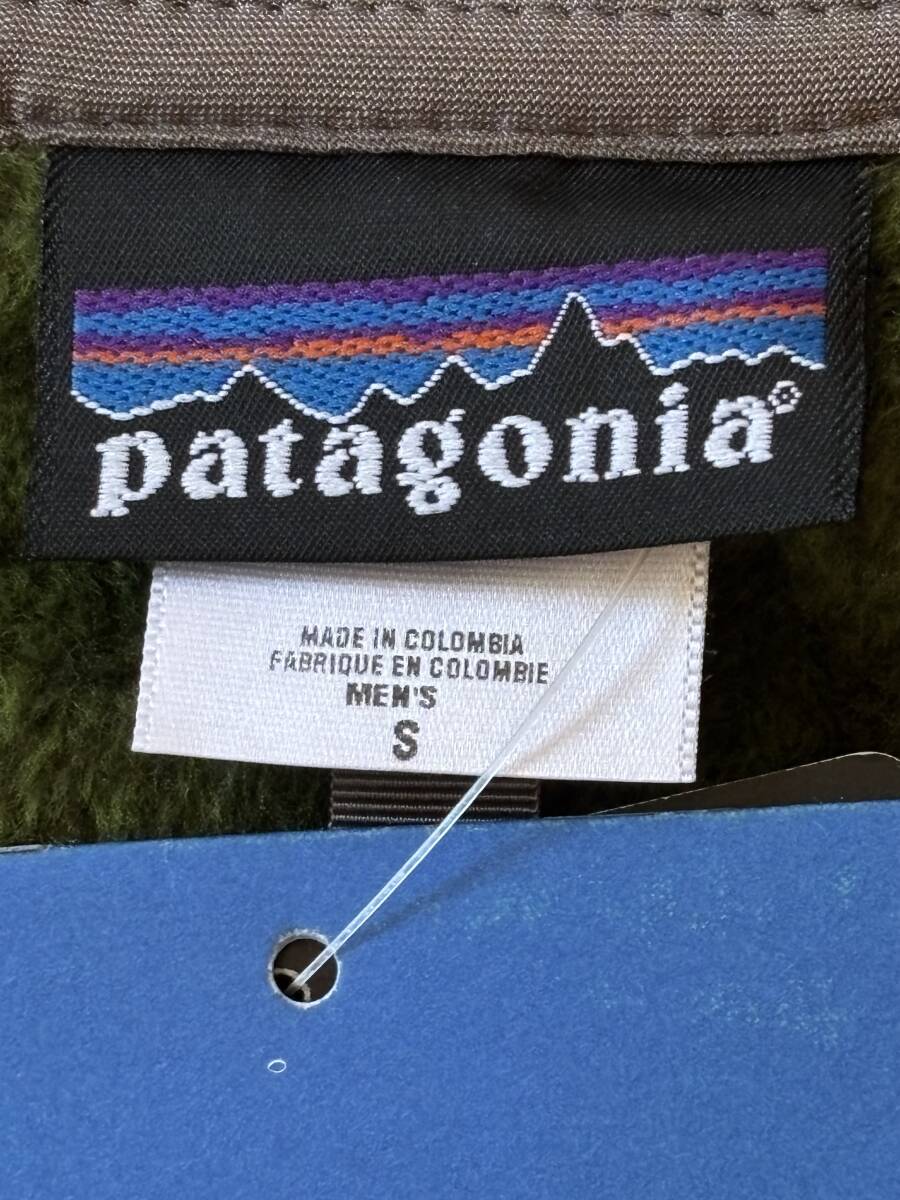 patagonia®
MADE IN COLOMBIA
FABRIQUE EN COLOMBIE
MEN'S
S